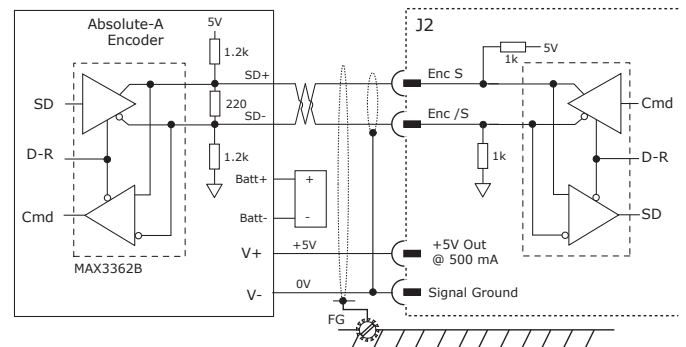 Absolute-A
Encoder
5V
J2
1.2k
5V
1k
SD+
Enc S
SD
220
Cmd
SD-
Enc /S
D-R
1.2k
1k
D-R
Batt+
+
Cmd
Batt-
-
SD
MAX3362B
V+
+5V
+5V Out
@ 500 mA
V-
0V
Signal Ground
FG